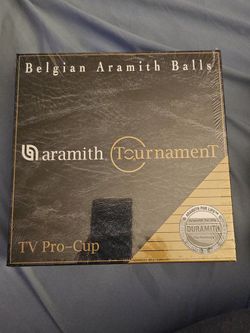 Belgian Aramith Balls
aramith TournamenT
DURAMITH
TV Pro-Cup